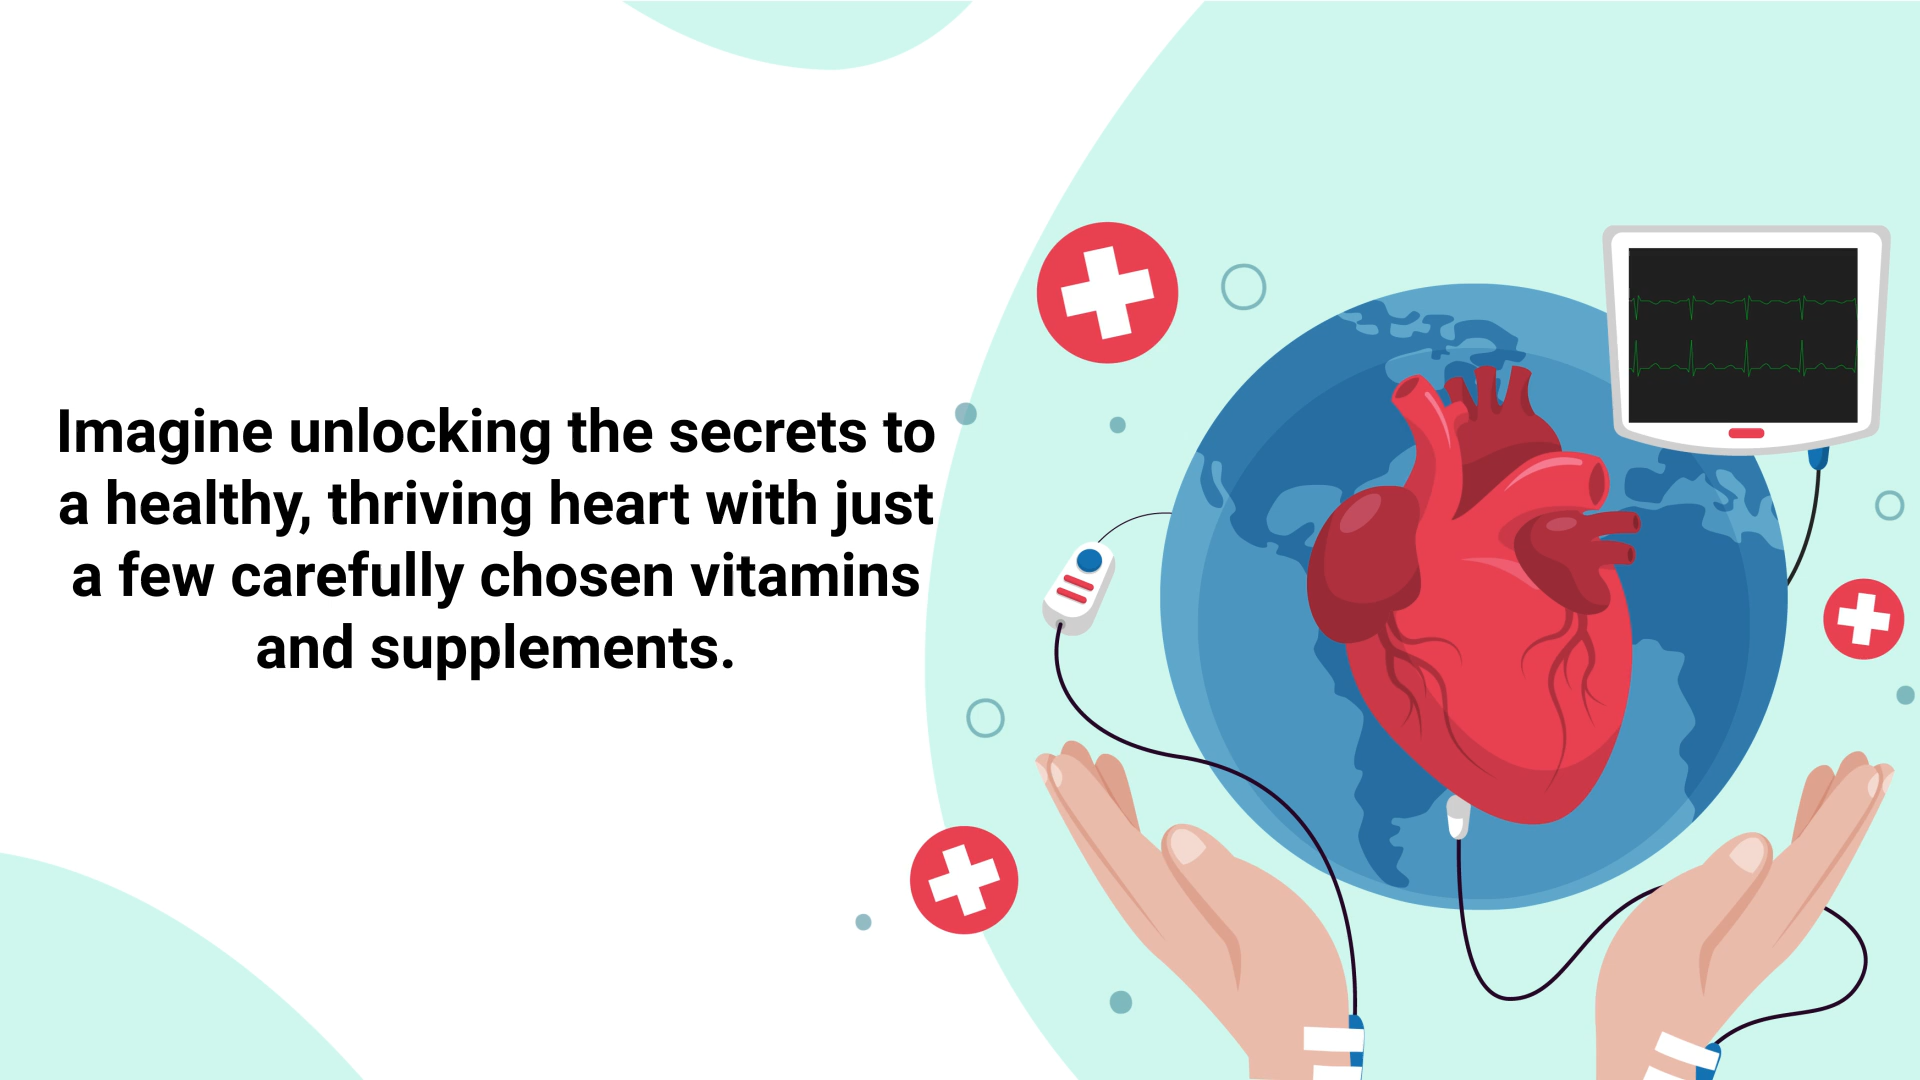 Imagine unlocking the secrets to
a healthy, thriving heart with just
a few carefully chosen vitamins
and supplements.